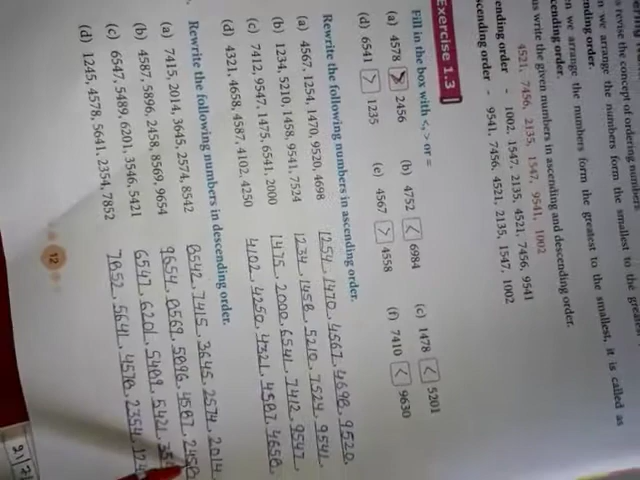 revise the concept of ordering numbers
we arrange the numbers form the smallest to the greatest, it is called as
ending order.
n we arrange the numbers form the greatest to the smallest, it is called as
cending order.
us write the given numbers in ascending and descending order.
4521, 7456, 2135, 1547, 9541, 1002
ending order - 1002, 1547, 2135, 4521, 7456, 9541
scending order - 9541, 7456, 4521, 2135, 1547, 1002
Exercise 1.3
Fill in the box with <, > or =
(a) 4578 > 2456 (b) 4752 < 6984 (c) 1478 < 5201
(d) 6541 > 1235 (e) 4567 > 4558 (f) 7410 < 9630
Rewrite the following numbers in ascending order.
(a) 4567, 1254, 1470, 9520, 4698 1254, 1470, 4567, 4698, 9520.
(b) 1234, 5210, 1458, 9541, 7524 1234, 1458, 5210, 7524, 9541.
(c) 7412, 9547, 1475, 6541, 2000 1475, 2000, 6541, 7412, 9547.
(d) 4321, 4658, 4587, 4102, 4250 4102, 4250, 4321, 4587, 4658.
Rewrite the following numbers in descending order.
(a) 7415, 2014, 3645, 2574, 8542 8542, 7415, 3645, 2574, 2014
(b) 4587, 5896, 2458, 8569, 9654 9654, 8569, 5896, 4587, 2458
(c) 6547, 5489, 6201, 3546, 5421 6547, 6201, 5489, 5421, 35
(d) 1245, 4578, 5641, 2354, 7852 7852, 5641, 4578, 2354, 124
12